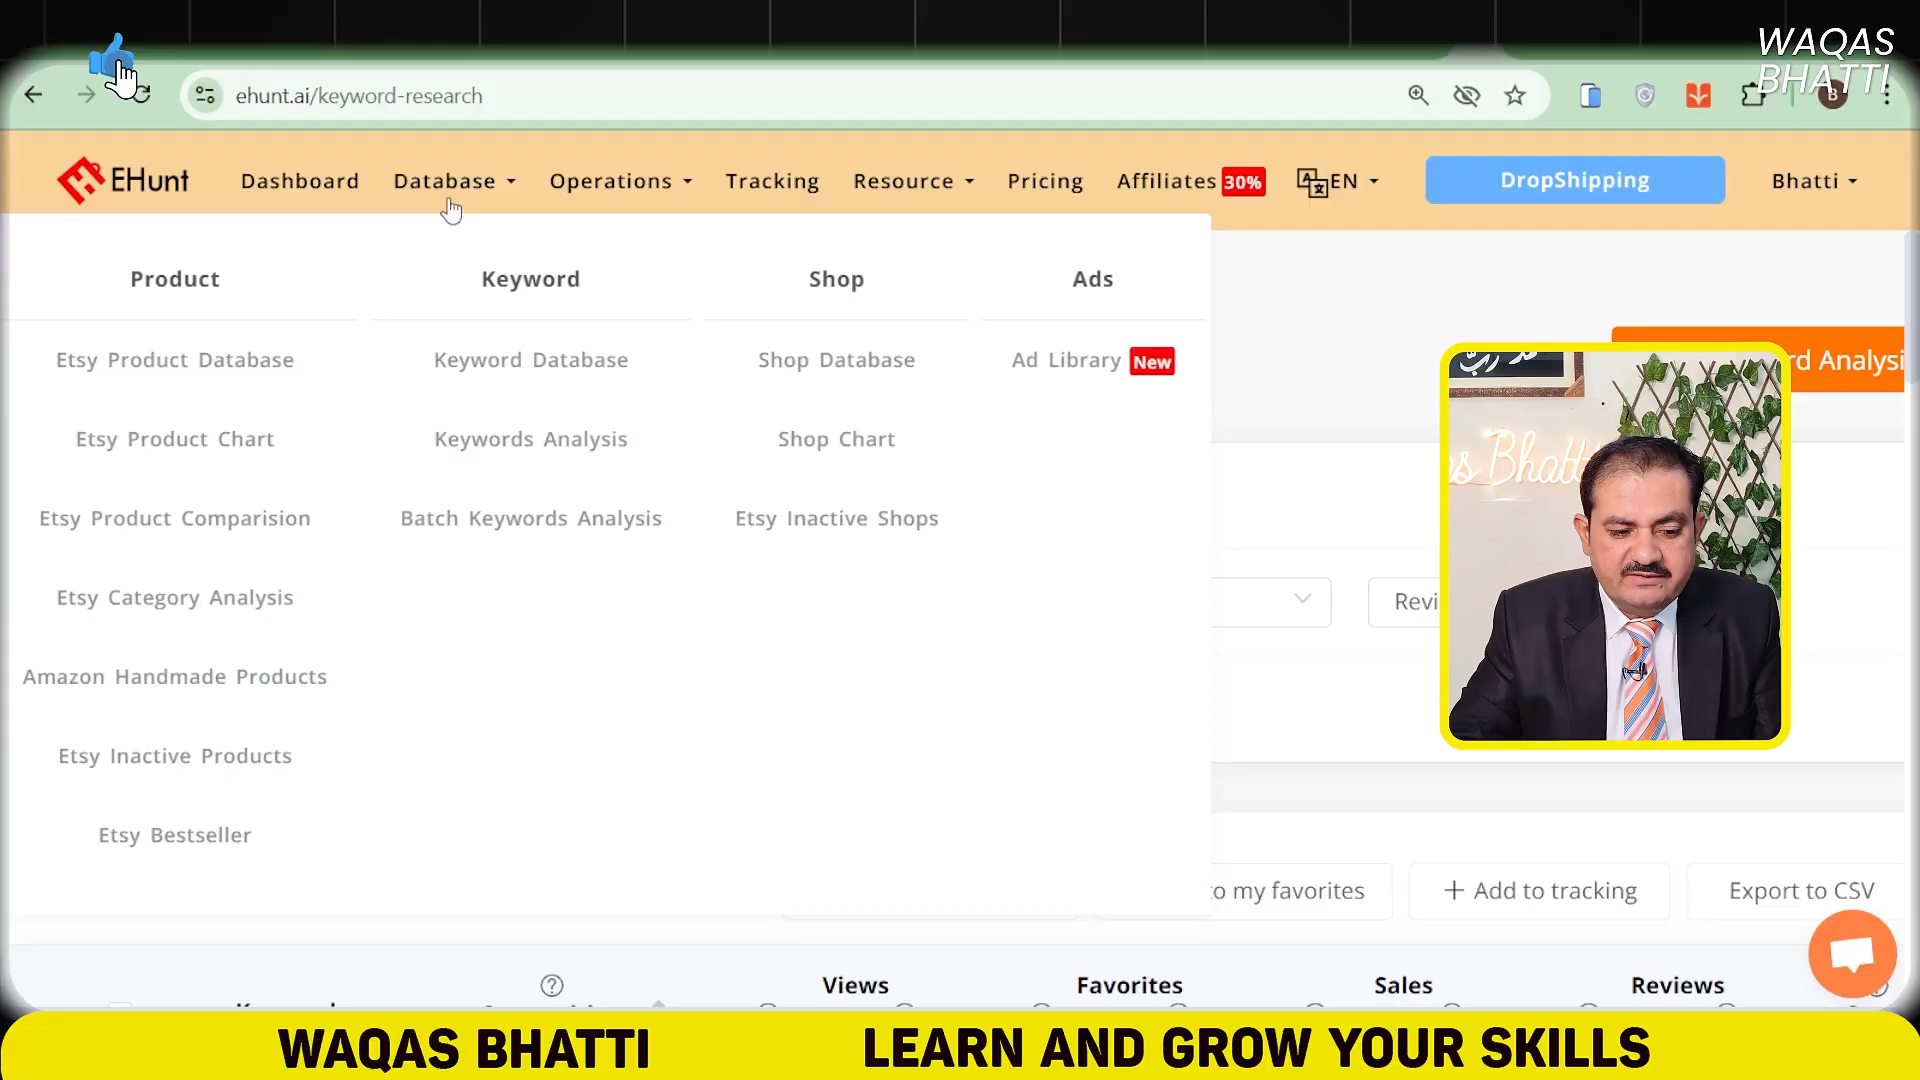 WAQAS
BHATTI
ehunt.ai/keyword-research
B
EHunt
Dashboard
Database
Operations
Tracking
Resource
Pricing
Affiliates 30%
EN
DropShipping
Bhatti
Product
Keyword
Shop
Ads
Etsy Product Database
Keyword Database
Shop Database
Ad Library New
Etsy Product Chart
Keywords Analysis
Shop Chart
Etsy Product Comparision
Batch Keywords Analysis
Etsy Inactive Shops
Etsy Category Analysis
Amazon Handmade Products
Etsy Inactive Products
Etsy Bestseller
rd Analysi
s Bhatt
Revi
o my favorites
+ Add to tracking
Export to CSV
Views
Favorites
Sales
Reviews
WAQAS BHATTI
LEARN AND GROW YOUR SKILLS